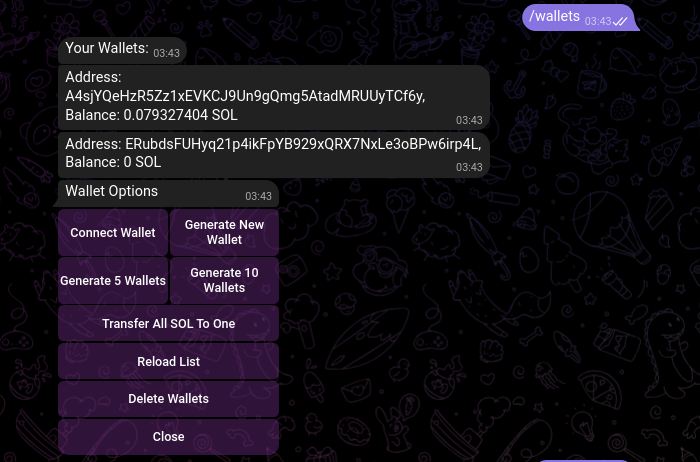 /wallets 03:43
Your Wallets: 03:43
Address:
A4sjYQeHzR5Zz1xEVKCJ9Un9gQmg5AtadMRUUyTCf6y,
Balance: 0.079327404 SOL
03:43
Address: ERubdsFUHyq21p4ikFpYB929xQRX7NxLe3oBPw6irp4L,
Balance: 0 SOL
03:43
Wallet Options
03:43
Connect Wallet
Generate New
Wallet
Generate 5 Wallets
Generate 10
Wallets
Transfer All SOL To One
Reload List
Delete Wallets
Close